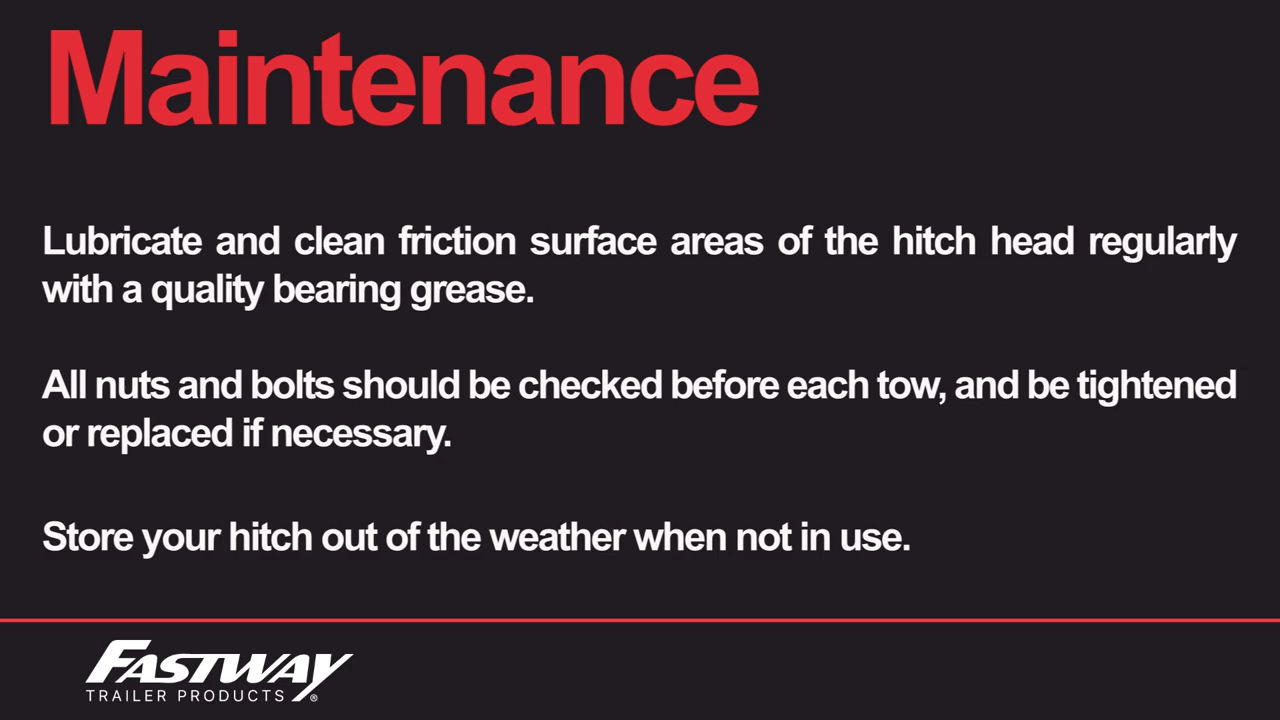 Maintenance
Lubricate and clean friction surface areas of the hitch head regularly
with a quality bearing grease.
All nuts and bolts should be checked before each tow, and be tightened
or replaced if necessary.
Store your hitch out of the weather when not in use.
FASTWAY
TRAILER PRODUCTS ®